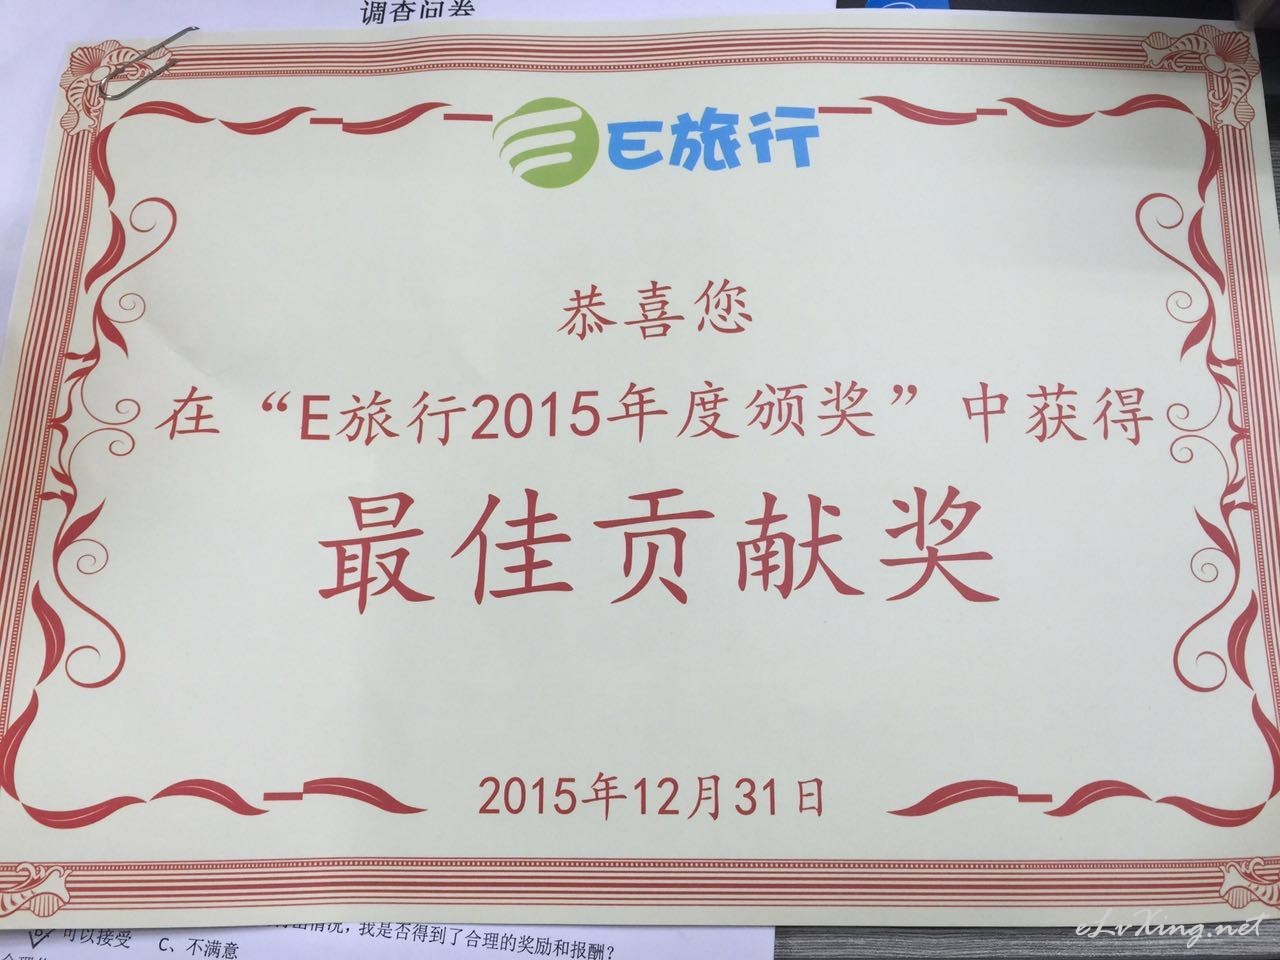 调查问卷
E旅行
恭喜您
在“E旅行2015年度颁奖”中获得
最佳贡献奖
2015年12月31日
情况，我是否得到了合理的奖励和报酬？
可以接受 C、不满意
eLvXing.net